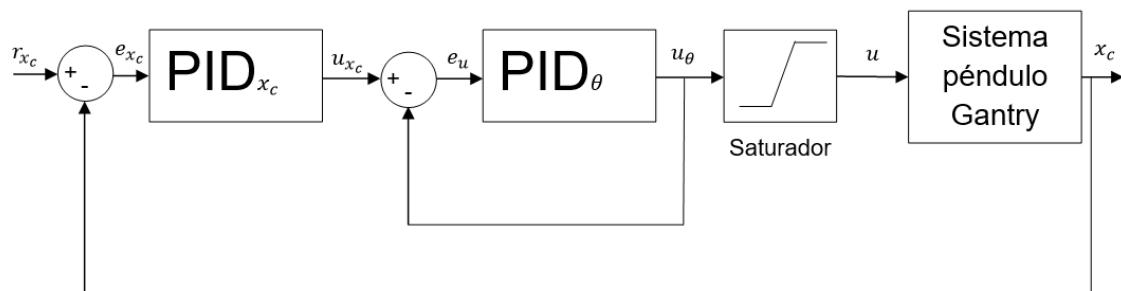 r_{x_c}
+
-
e_{x_c}
PID_{x_c}
u_{x_c}
+
-
e_u
PID_θ
u_θ
Saturador
u
Sistema
péndulo
Gantry
x_c